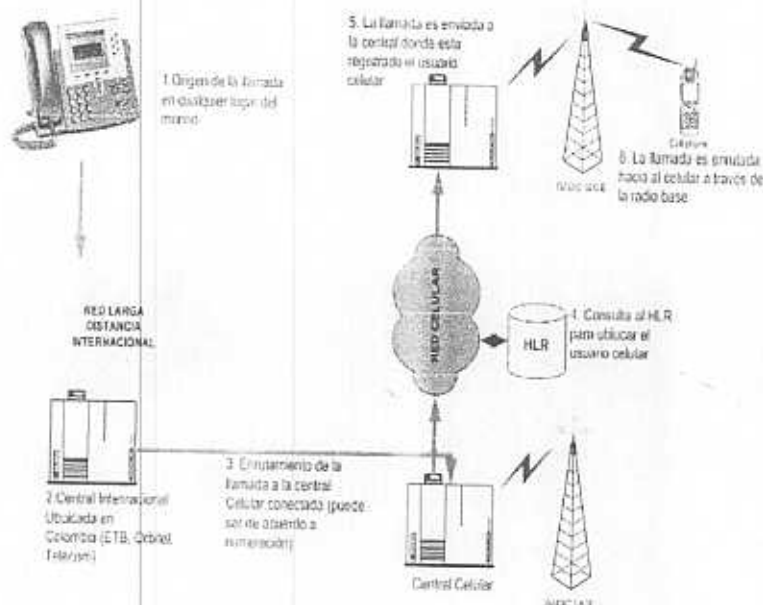 1. Origen de la llamada
en cualquier lugar del
mundo
RED LARGA
DISTANCIA
INTERNACIONAL
2. Central Internacional
Ubicada en
Colombia (ETB, Orbitel,
Telecom)
3. Enrutamiento de la
llamada a la central
Celular conectada (puede
ser de acuerdo a
numeración)
Central Celular
RED CELULAR
HLR
4. Consulta al HLR
para ubicar el
usuario celular
5. La llamada es enviada a
la central donde esta
registrado el usuario
celular
6. La llamada es enrutada
hacia al celular a través de
la radio base